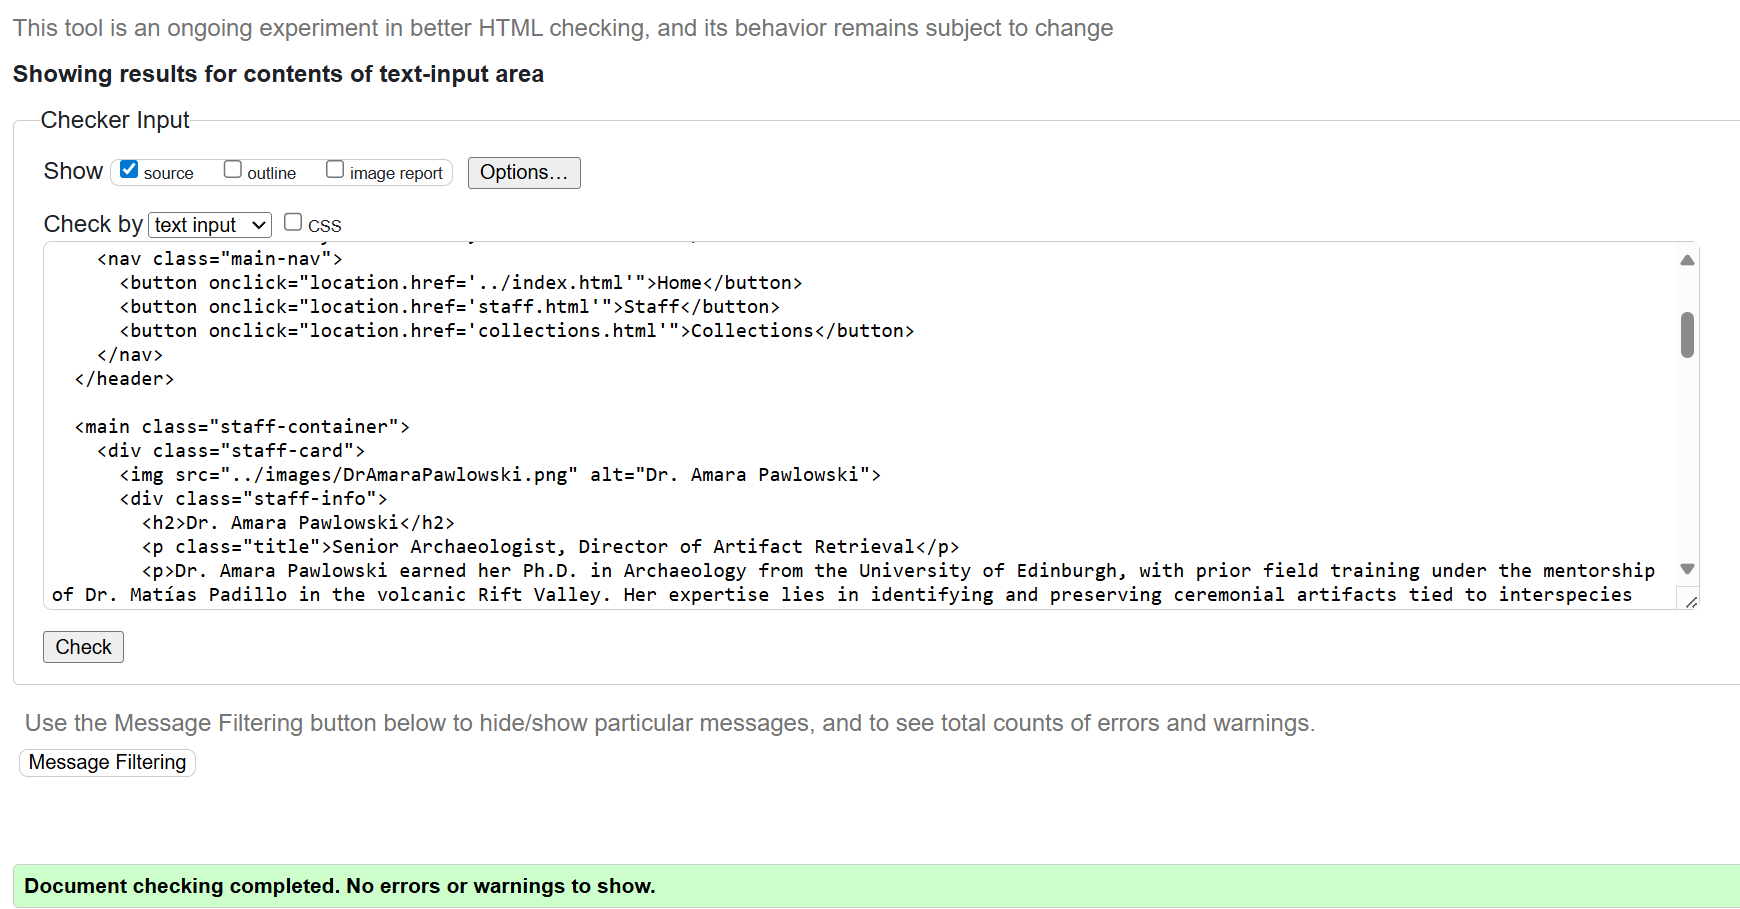 This tool is an ongoing experiment in better HTML checking, and its behavior remains subject to change
Showing results for contents of text-input area
Checker Input
Show source outline image report Options…
Check by text input CSS
<nav class="main-nav">
<button onclick="location.href='../index.html'">Home</button>
<button onclick="location.href='staff.html'">Staff</button>
<button onclick="location.href='collections.html'">Collections</button>
</nav>
</header>
<main class="staff-container">
<div class="staff-card">
<img src="../images/DrAmaraPawlowski.png" alt="Dr. Amara Pawlowski">
<div class="staff-info">
<h2>Dr. Amara Pawlowski</h2>
<p class="title">Senior Archaeologist, Director of Artifact Retrieval</p>
<p>Dr. Amara Pawlowski earned her Ph.D. in Archaeology from the University of Edinburgh, with prior field training under the mentorship
of Dr. Matías Padillo in the volcanic Rift Valley. Her expertise lies in identifying and preserving ceremonial artifacts tied to interspecies
Check
Use the Message Filtering button below to hide/show particular messages, and to see total counts of errors and warnings.
Message Filtering
Document checking completed. No errors or warnings to show.